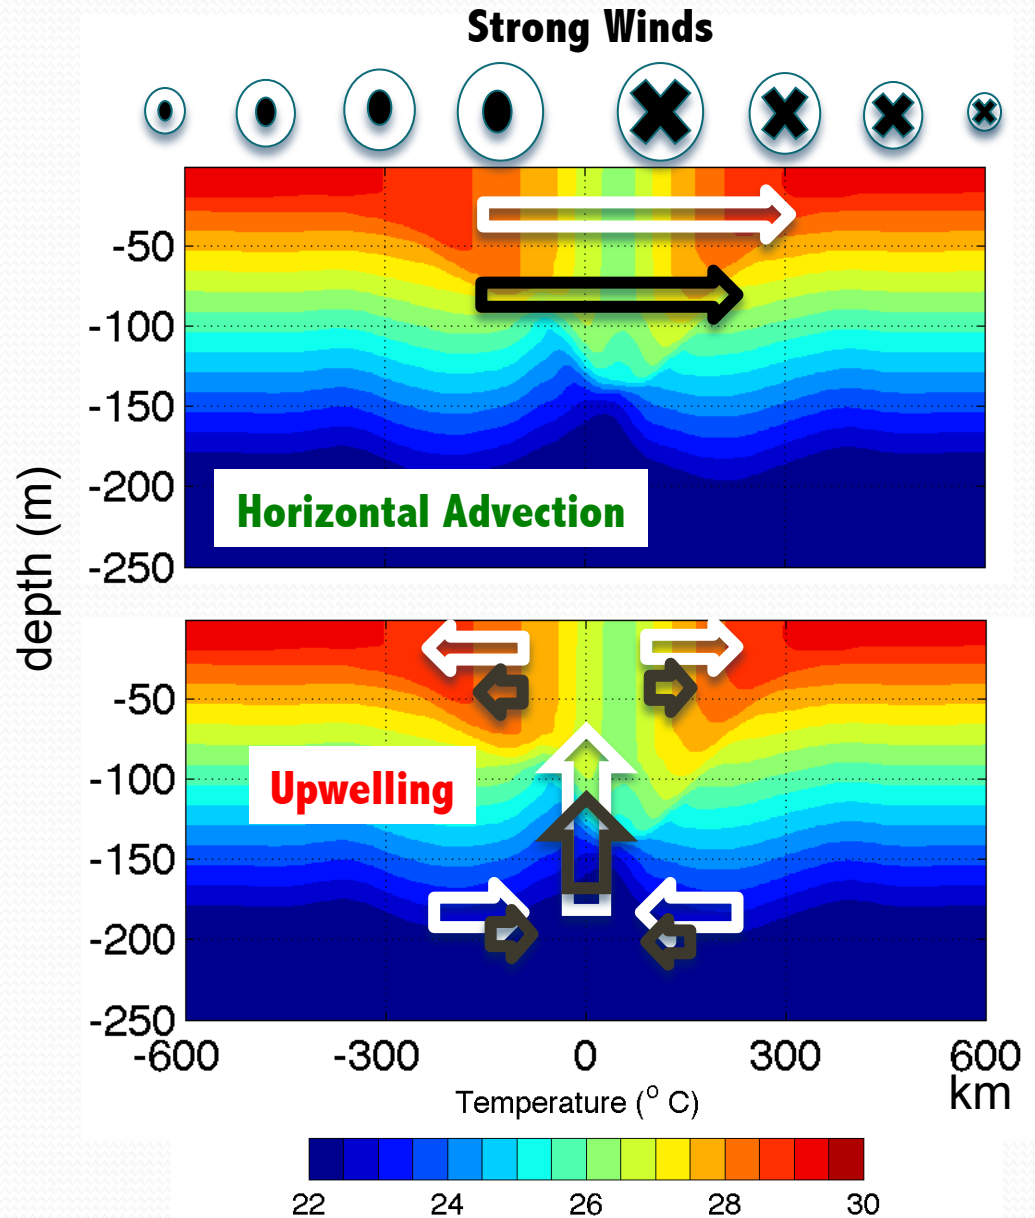 Strong Winds
-50
-100
-150
-200
-250
Horizontal Advection
depth (m)
-50
-100
-150
-200
-250
Upwelling
-600 -300 0 300 600
km
Temperature (° C)
22 24 26 28 30